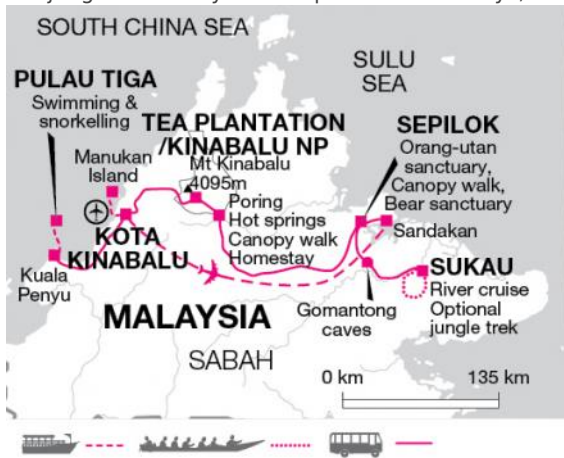 SOUTH CHINA SEA
SULU
SEA
PULAU TIGA
Swimming &
snorkelling
TEA PLANTATION
/KINABALU NP
SEPILOK
Orang-utan
sanctuary,
Canopy walk,
Bear sanctuary
Manukan
Island
Mt Kinabalu
4095m
Poring
Hot springs
Canopy walk
Homestay
Sandakan
KOTA
KINABALU
Kuala
Penyu
SUKAU
River cruise
Optional
jungle trek
Gomantong
caves
MALAYSIA
SABAH
0 km
135 km